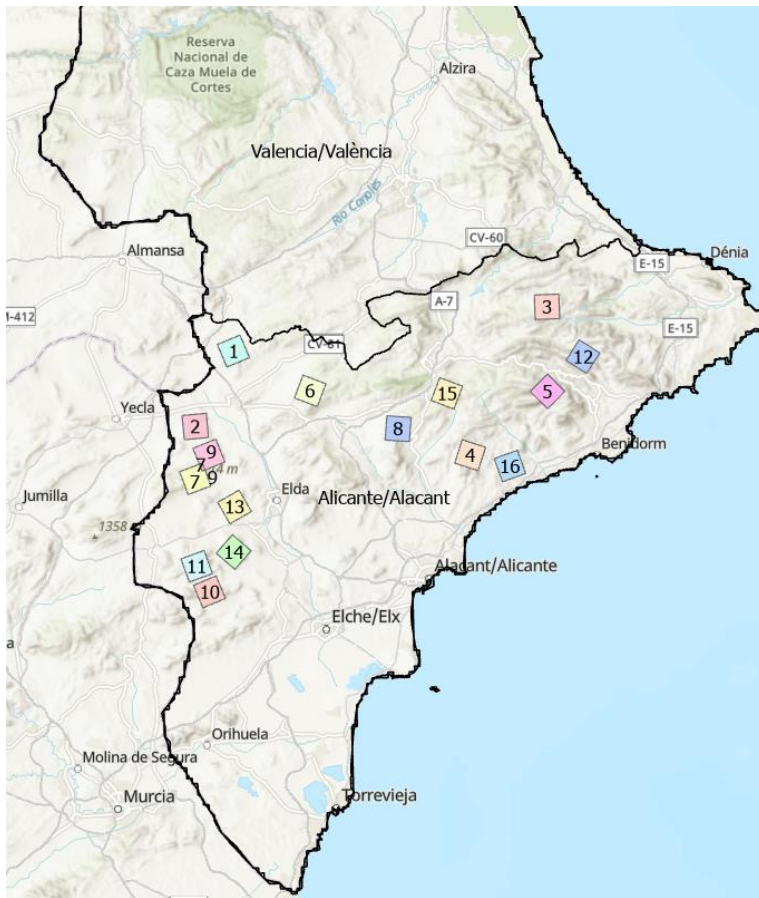 Reserva
Nacional de
Caza Muela de
Cortes
Alzira
Valencia/València
Río Canoles
CV-60
Almansa
Dénia
E-15
A-7
M-412
3
E-15
1
CV-81
12
6
15
5
Yecla
2
8
Benidorm
9
4
7
16
4 m
7
9
Jumilla
Elda
Alicante/Alacant
13
1358
14
11
Alacant/Alicante
10
Elche/Elx
a
Orihuela
Molina de Segura
Murcia
Torrevieja